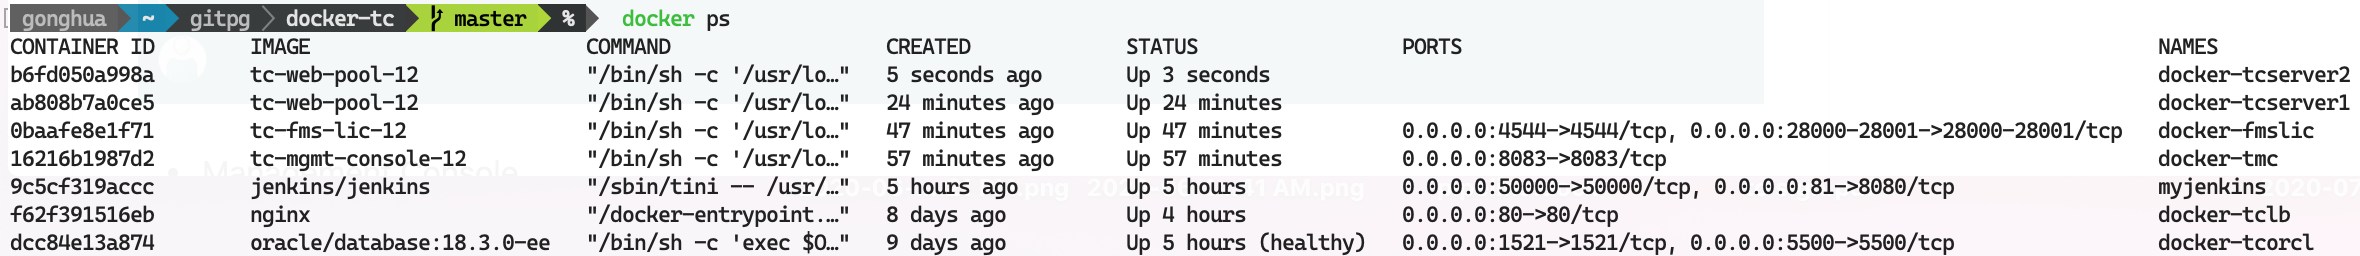 gonghua ~ gitpg docker-tc master % docker ps
CONTAINER ID IMAGE COMMAND CREATED STATUS PORTS NAMES
b6fd050a998a tc-web-pool-12 "/bin/sh -c '/usr/lo…" 5 seconds ago Up 3 seconds docker-tcserver2
ab808b7a0ce5 tc-web-pool-12 "/bin/sh -c '/usr/lo…" 24 minutes ago Up 24 minutes docker-tcserver1
0baafe8e1f71 tc-fms-lic-12 "/bin/sh -c '/usr/lo…" 47 minutes ago Up 47 minutes 0.0.0.0:4544->4544/tcp, 0.0.0.0:28000-28001->28000-28001/tcp docker-fmslic
16216b1987d2 tc-mgmt-console-12 "/bin/sh -c '/usr/lo…" 57 minutes ago Up 57 minutes 0.0.0.0:8083->8083/tcp docker-tmc
9c5cf319accc jenkins/jenkins "/sbin/tini -- /usr/…" 5 hours ago Up 5 hours 0.0.0.0:50000->50000/tcp, 0.0.0.0:81->8080/tcp myjenkins
f62f391516eb nginx "/docker-entrypoint.…" 8 days ago Up 4 hours 0.0.0.0:80->80/tcp docker-tclb
dcc84e13a874 oracle/database:18.3.0-ee "/bin/sh -c 'exec $O…" 9 days ago Up 5 hours (healthy) 0.0.0.0:1521->1521/tcp, 0.0.0.0:5500->5500/tcp docker-tcorcl